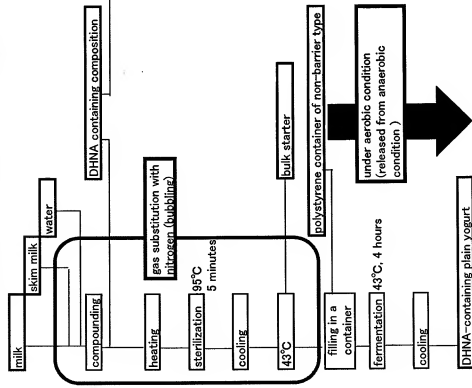 milk
skim milk
water
DHNA containing composition
compounding
gas substitution with
nitrogen (bubbling)
heating
sterilization
95°C
5 minutes
cooling
43°C
bulk starter
polystyrene container of non-barrier type
filling in a
container
under aerobic condition
(released from anaerobic
condition )
fermentation
43°C, 4 hours
cooling
DHNA-containing plain yogurt